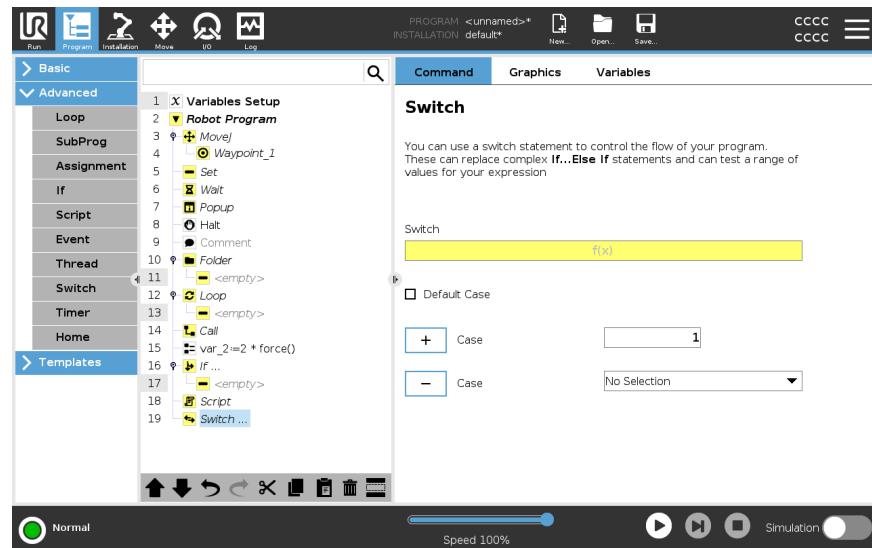 UR
Run
Program
Installation
Move
I/O
Log
PROGRAM <unnamed>*
INSTALLATION default*
New...
Open...
Save...
CCCC
CCCC
Basic
Advanced
Loop
SubProg
Assignment
If
Script
Event
Thread
Switch
Timer
Home
Templates
1 X Variables Setup
2 Robot Program
3 MoveJ
4 Waypoint_1
5 Set
6 Wait
7 Popup
8 Halt
9 Comment
10 Folder
11 <empty>
12 Loop
13 <empty>
14 Call
15 var_2:=2 * force()
16 If ...
17 <empty>
18 Script
19 Switch ...
Command Graphics Variables
Switch
You can use a switch statement to control the flow of your program.
These can replace complex If...Else If statements and can test a range of
values for your expression
Switch
f(x)
Default Case
+ Case 1
− Case No Selection
Normal
Speed 100%
Simulation